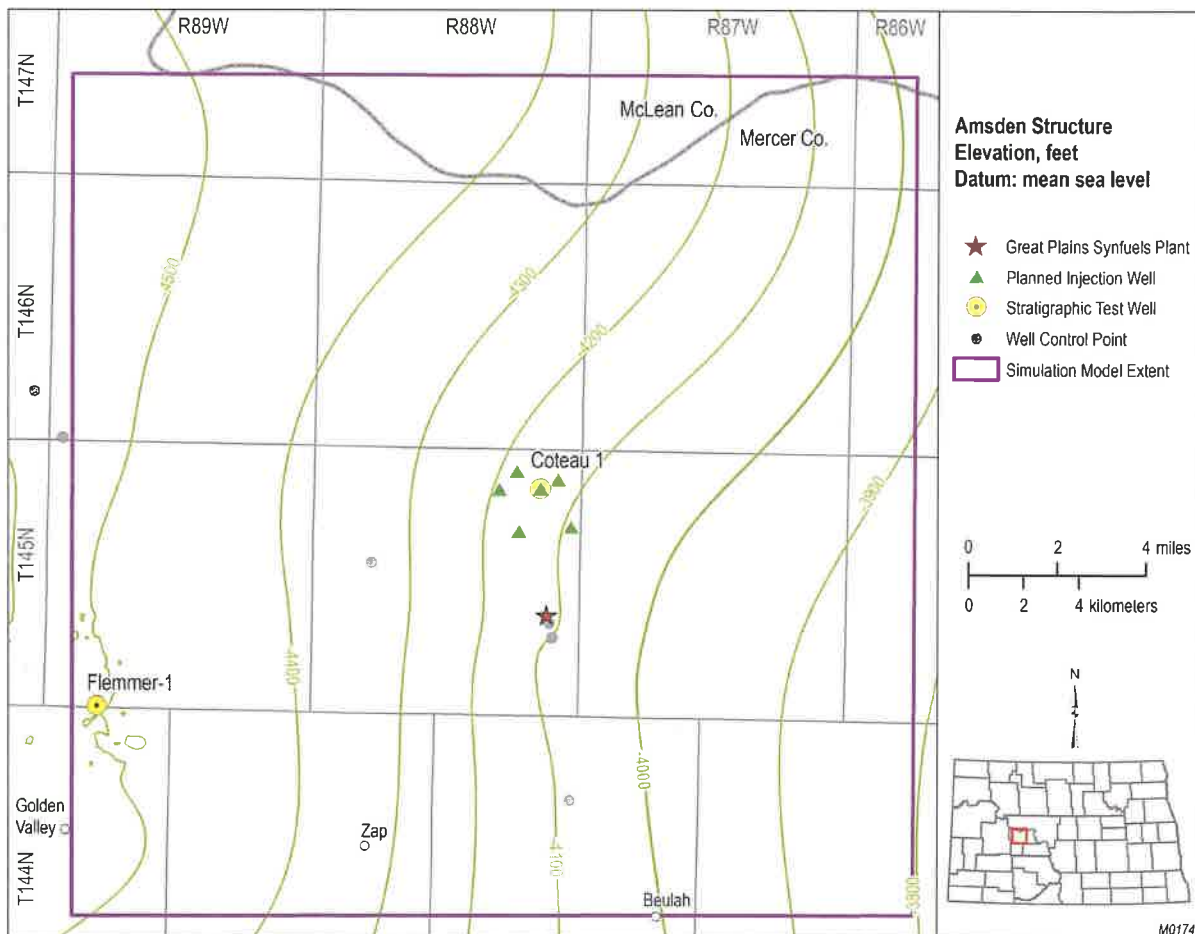 R89W
R88W
R87W
R86W
T147N
McLean Co.
Mercer Co.
T146N
-4500
-4300
-4200
Coteau 1
-3900
T145N
-4400
Flemmer-1
-4000
Golden
Valley
Zap
T144N
-4100
Beulah
-3800
Amsden Structure
Elevation, feet
Datum: mean sea level
Great Plains Synfuels Plant
Planned Injection Well
Stratigraphic Test Well
Well Control Point
Simulation Model Extent
0 2 4 miles
0 2 4 kilometers
N
M0174